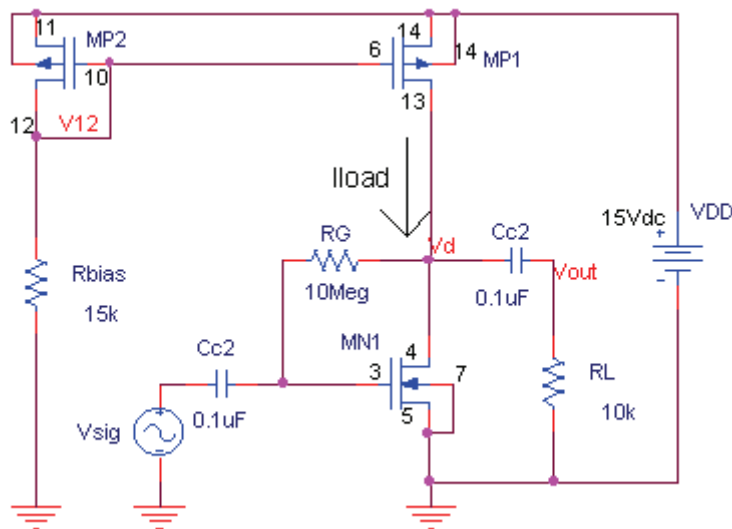 11
MP2
10
12
V12
6
14
14
MP1
13
Iload
RG
10Meg
Vd
Cc2
0.1uF
Vout
15Vdc
+
-
VDD
Rbias
15k
Cc2
0.1uF
Vsig
+
-
MN1
3
4
7
5
RL
10k